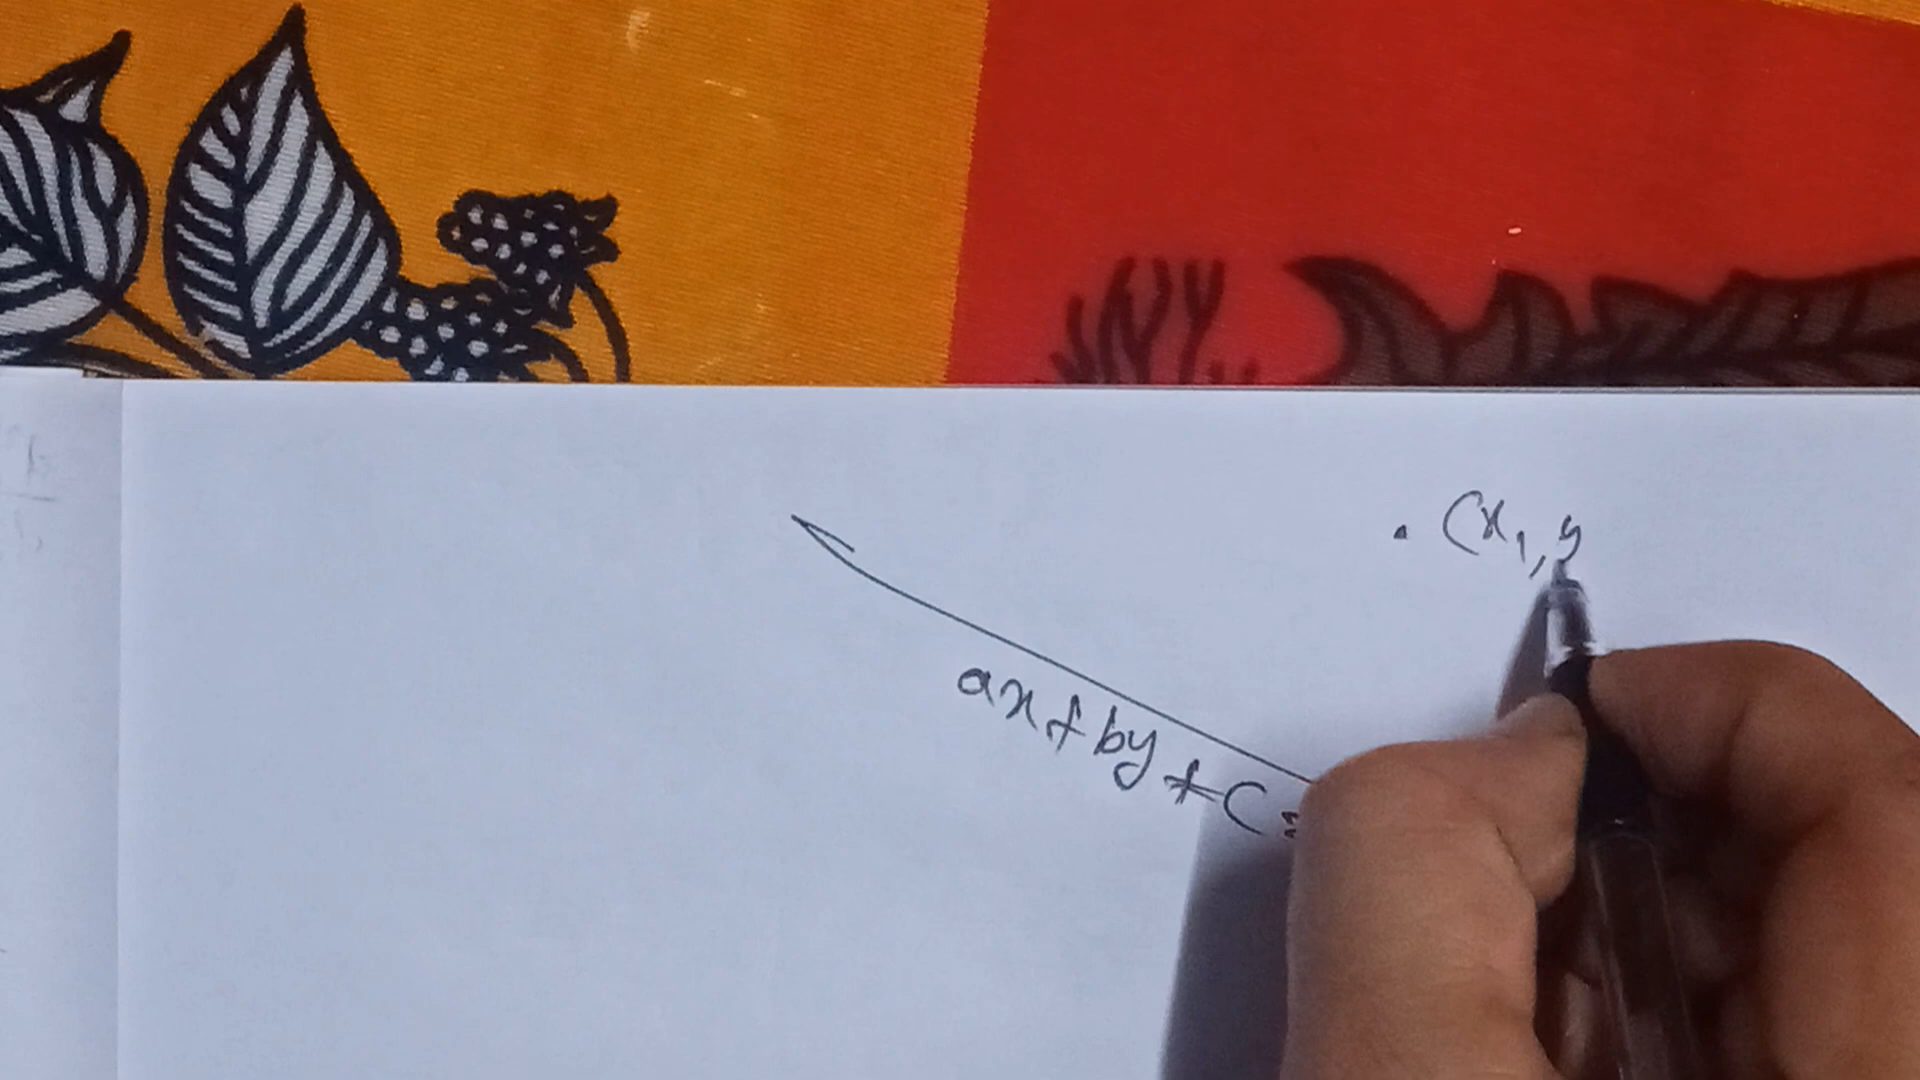 (x₁, y
ax + by + C =